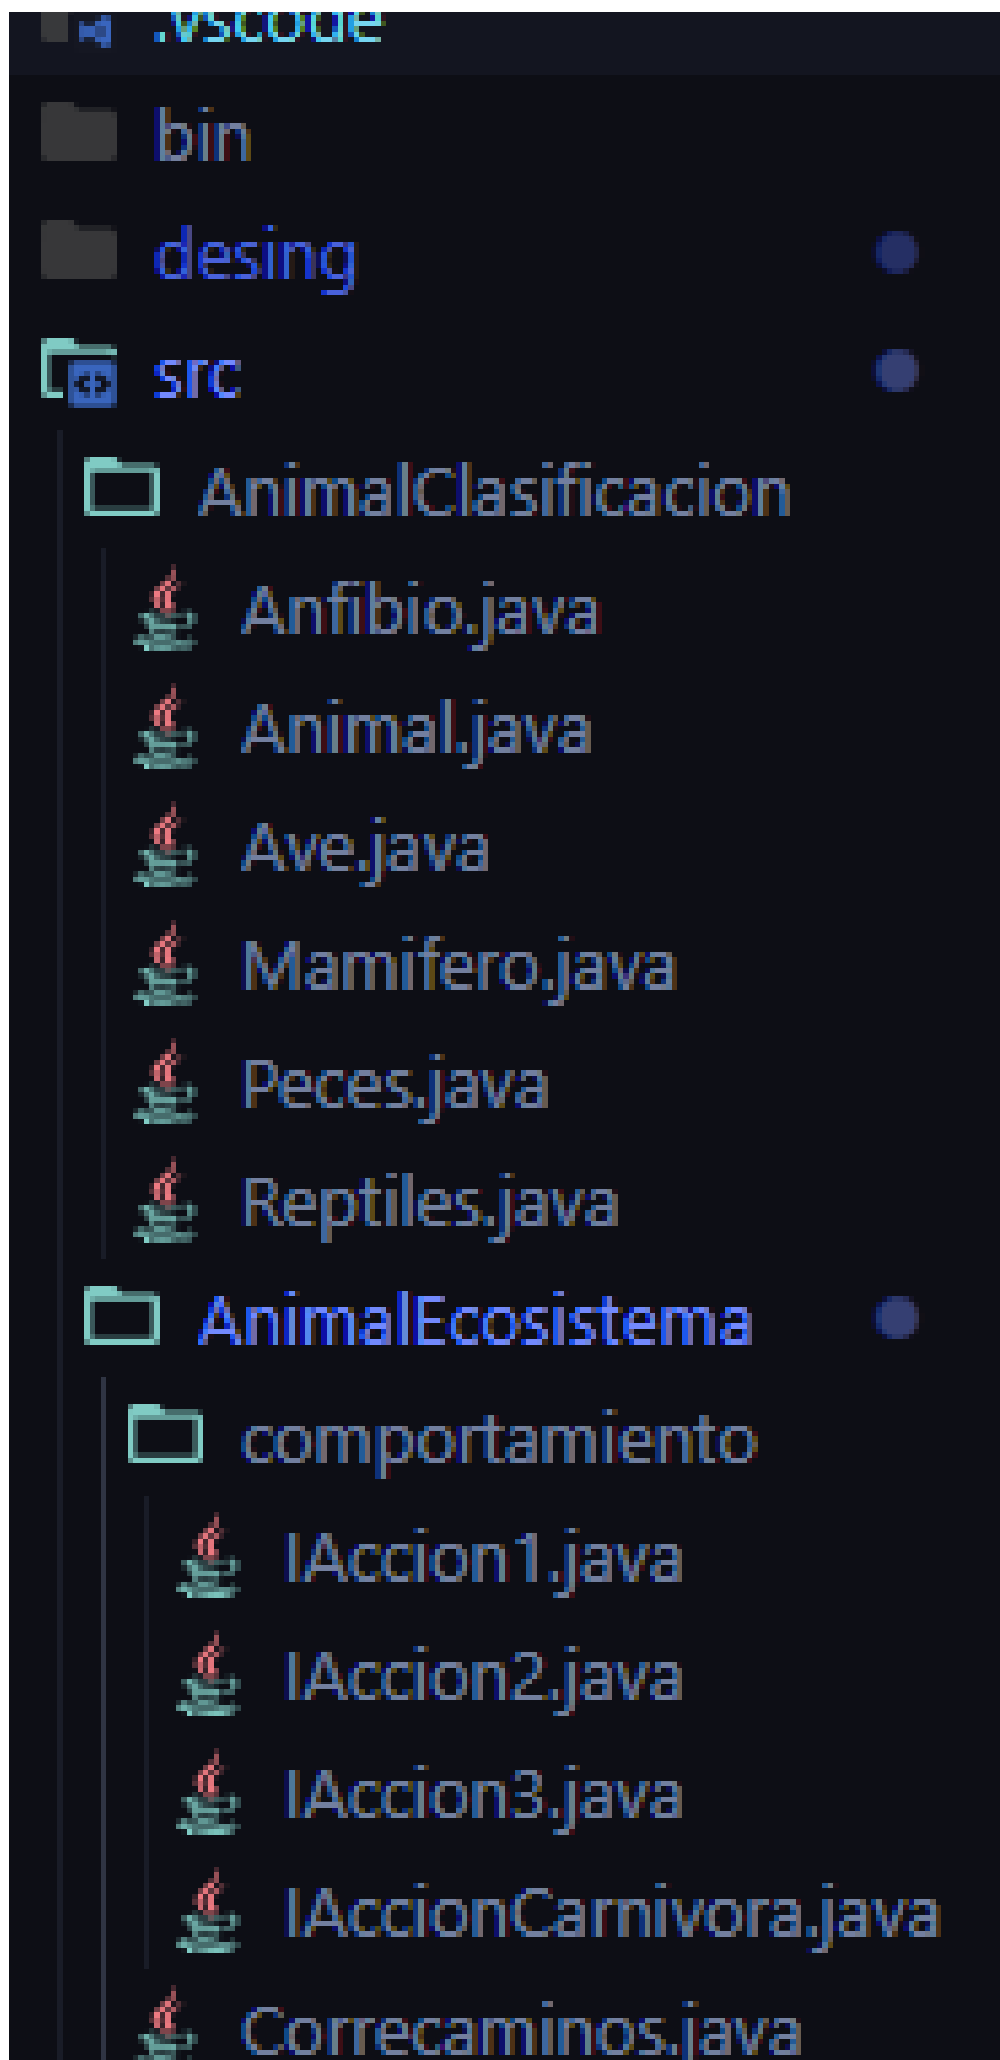 .vscode
bin
desing
src
AnimalClasificacion
Anfibio.java
Animal.java
Ave.java
Mamifero.java
Peces.java
Reptiles.java
AnimalEcosistema
comportamiento
IAccion1.java
IAccion2.java
IAccion3.java
IAccionCarnivora.java
Correcaminos.java